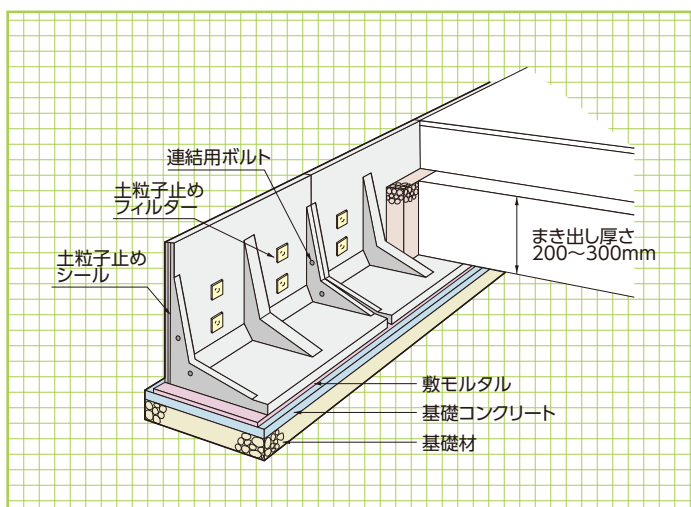 連結用ボルト
土粒子止め
フィルター
土粒子止め
シール
まき出し厚さ
200〜300mm
敷モルタル
基礎コンクリート
基礎材